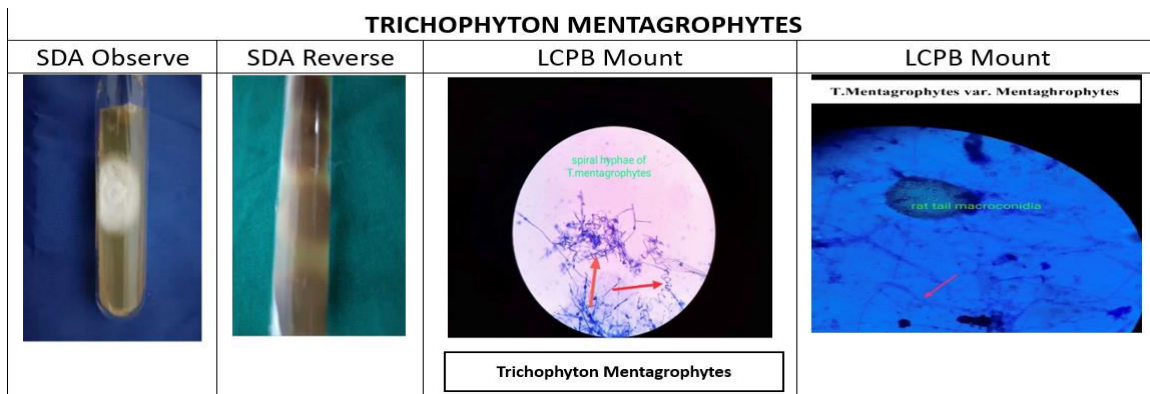 TRICHOPHYTON MENTAGROPHYTES
SDA Observe
SDA Reverse
LCPB Mount
LCPB Mount
spiral hyphae of
T.mentagrophytes
Trichophyton Mentagrophytes
T.Mentagrophytes var. Mentaghrophytes
rat tail macroconidia